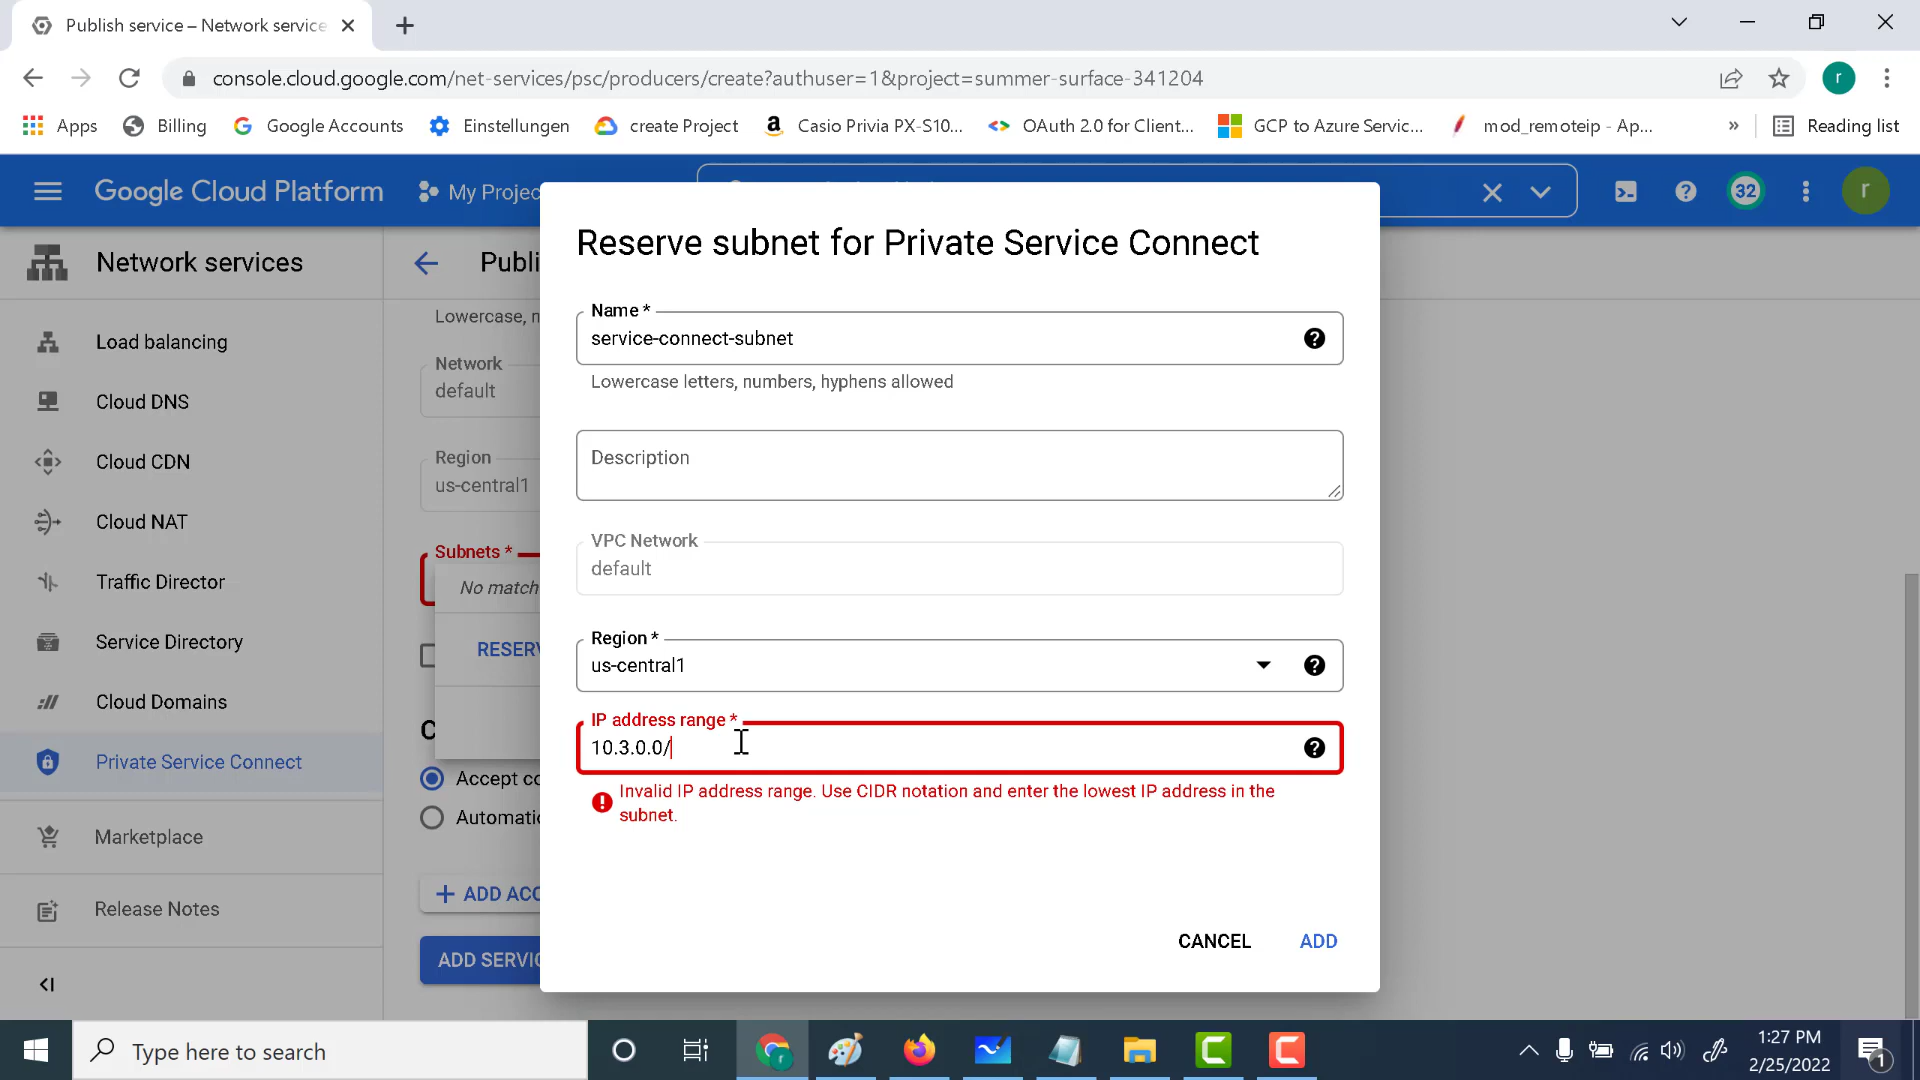 Publish service – Network service
console.cloud.google.com/net-services/psc/producers/create?authuser=1&project=summer-surface-341204
r
Apps
Billing
Google Accounts
Einstellungen
create Project
Casio Privia PX-S10...
OAuth 2.0 for Client...
GCP to Azure Servic...
mod_remoteip - Ap...
»
Reading list
Google Cloud Platform
My Projec
32
r
Network services
Publi
Load balancing
Cloud DNS
Cloud CDN
Cloud NAT
Traffic Director
Service Directory
Cloud Domains
Private Service Connect
Marketplace
Release Notes
Lowercase, n
Network
default
Region
us-central1
Subnets *
No match
RESERV
C
Accept co
Automatic
ADD ACC
ADD SERVIC
Reserve subnet for Private Service Connect
Name *
service-connect-subnet
Lowercase letters, numbers, hyphens allowed
Description
VPC Network
default
Region *
us-central1
IP address range *
10.3.0.0/
Invalid IP address range. Use CIDR notation and enter the lowest IP address in the
subnet.
CANCEL
ADD
Type here to search
1:27 PM
2/25/2022
1